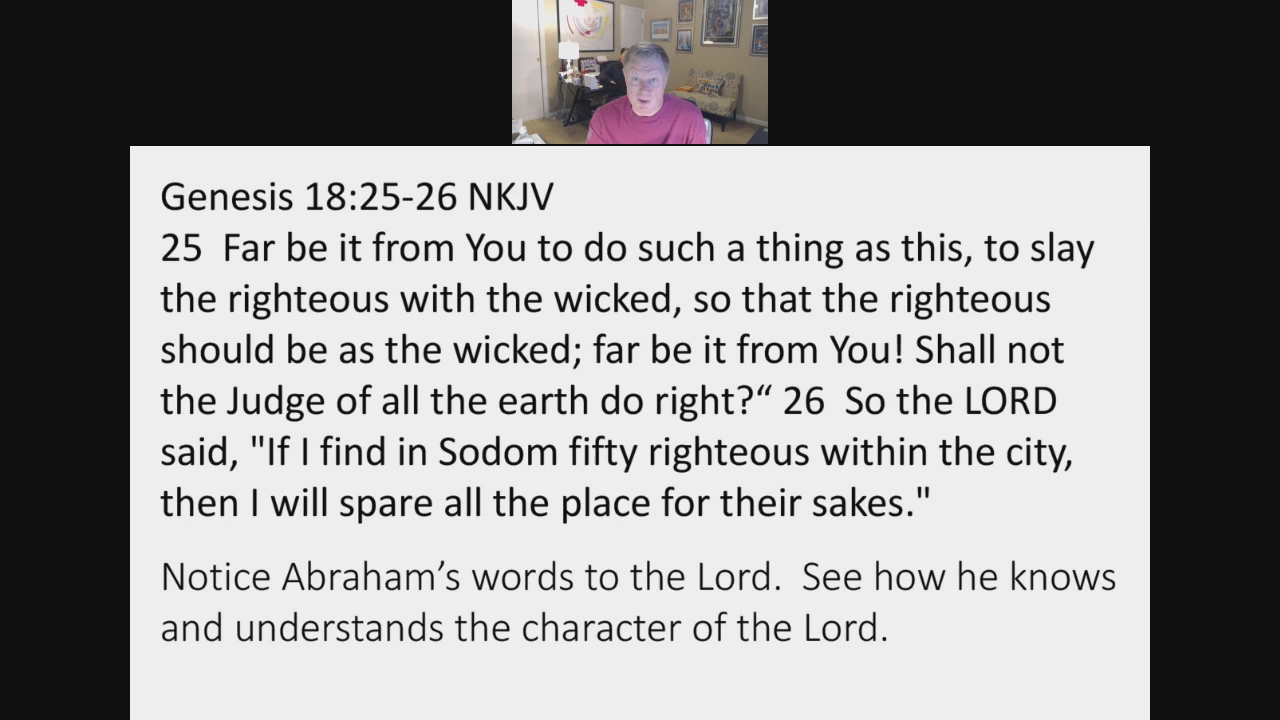 Genesis 18:25-26 NKJV
25  Far be it from You to do such a thing as this, to slay
the righteous with the wicked, so that the righteous
should be as the wicked; far be it from You! Shall not
the Judge of all the earth do right?“ 26  So the LORD
said, "If I find in Sodom fifty righteous within the city,
then I will spare all the place for their sakes."
Notice Abraham’s words to the Lord.  See how he knows
and understands the character of the Lord.